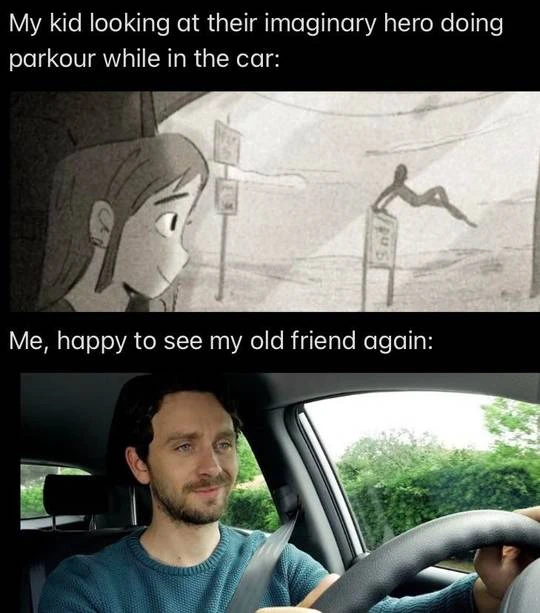 My kid looking at their imaginary hero doing
parkour while in the car:
Me, happy to see my old friend again: